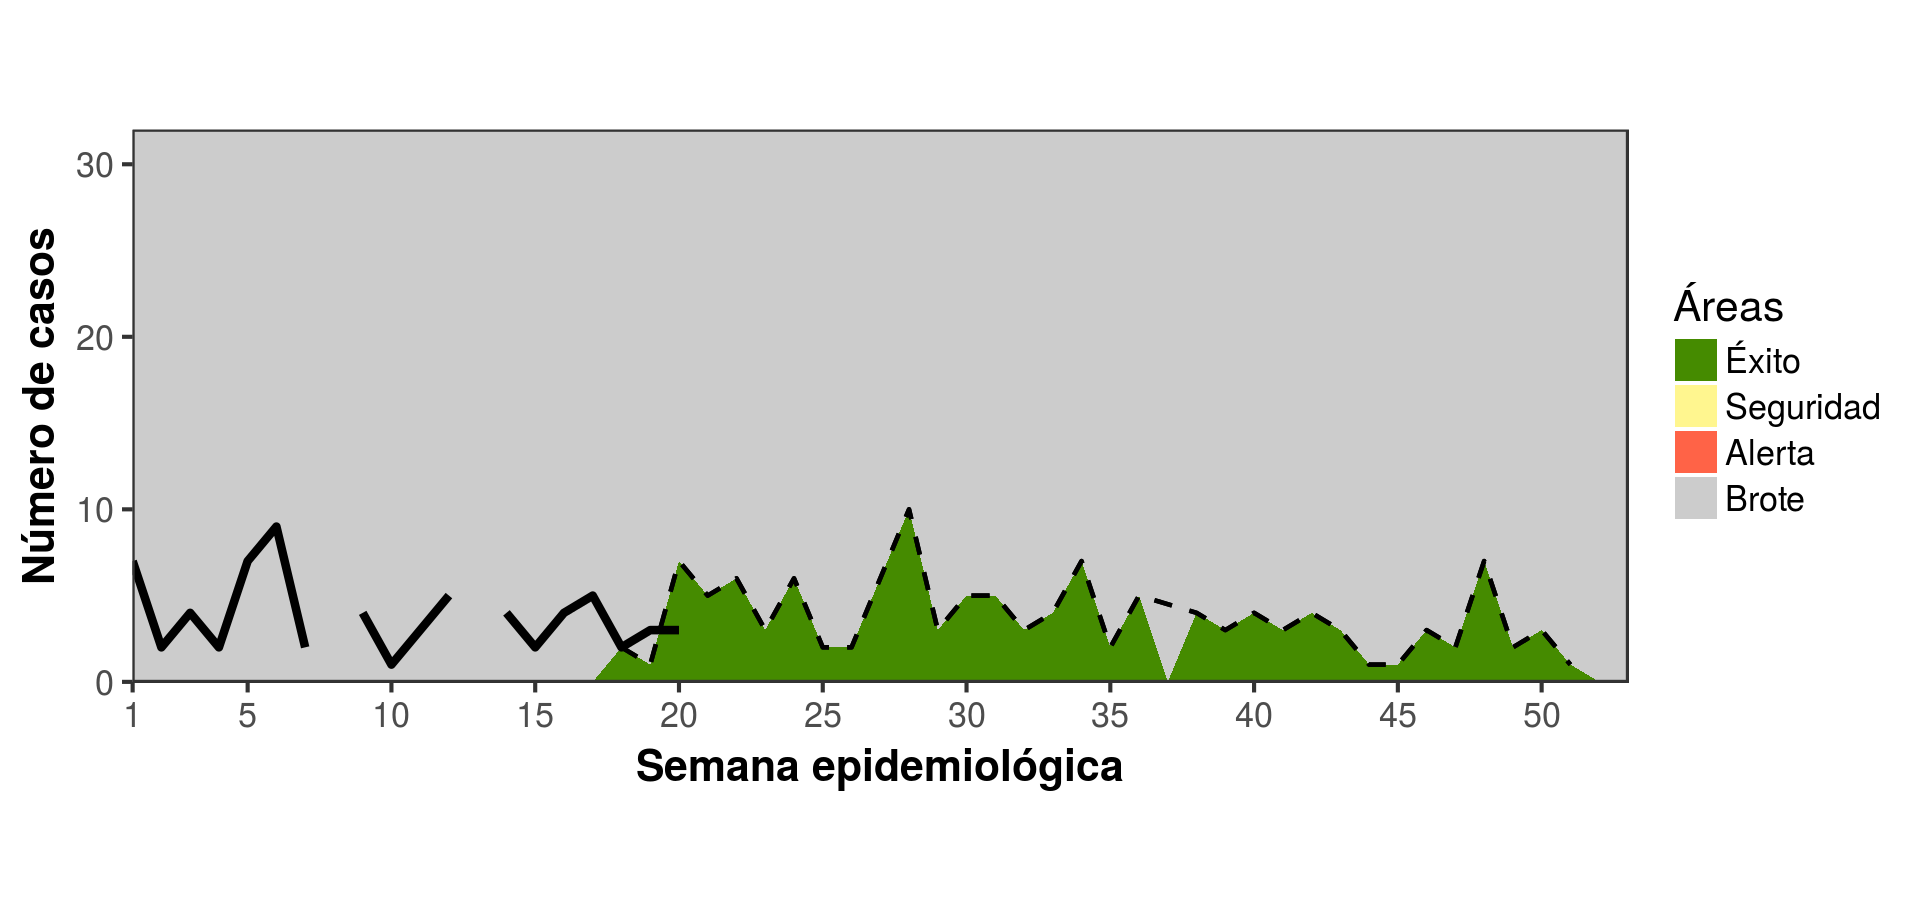 Número de casos
30
20
10
0
1 5 10 15 20 25 30 35 40 45 50
Semana epidemiológica
Áreas
Éxito
Seguridad
Alerta
Brote